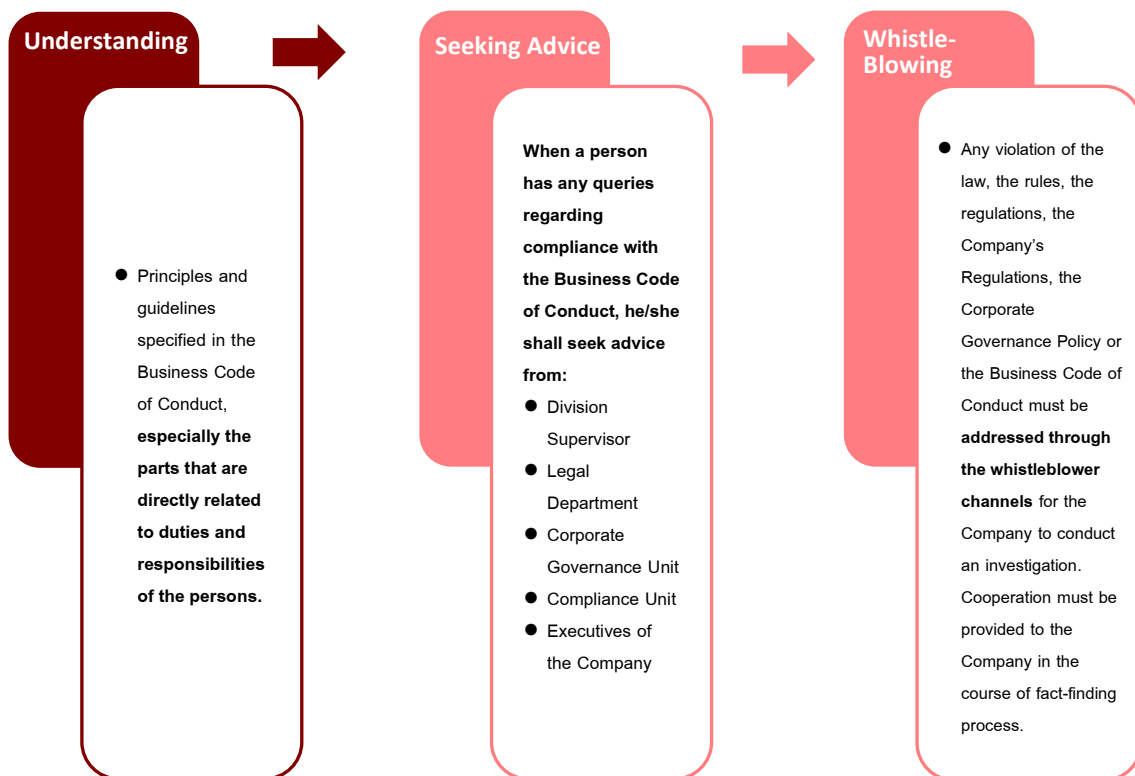 Understanding
● Principles and
guidelines
specified in the
Business Code
of Conduct,
especially the
parts that are
directly related
to duties and
responsibilities
of the persons.
Seeking Advice
When a person
has any queries
regarding
compliance with
the Business Code
of Conduct, he/she
shall seek advice
from:
● Division
Supervisor
● Legal
Department
● Corporate
Governance Unit
● Compliance Unit
● Executives of
the Company
Whistle-
Blowing
● Any violation of the
law, the rules, the
regulations, the
Company’s
Regulations, the
Corporate
Governance Policy or
the Business Code of
Conduct must be
addressed through
the whistleblower
channels for the
Company to conduct
an investigation.
Cooperation must be
provided to the
Company in the
course of fact-finding
process.